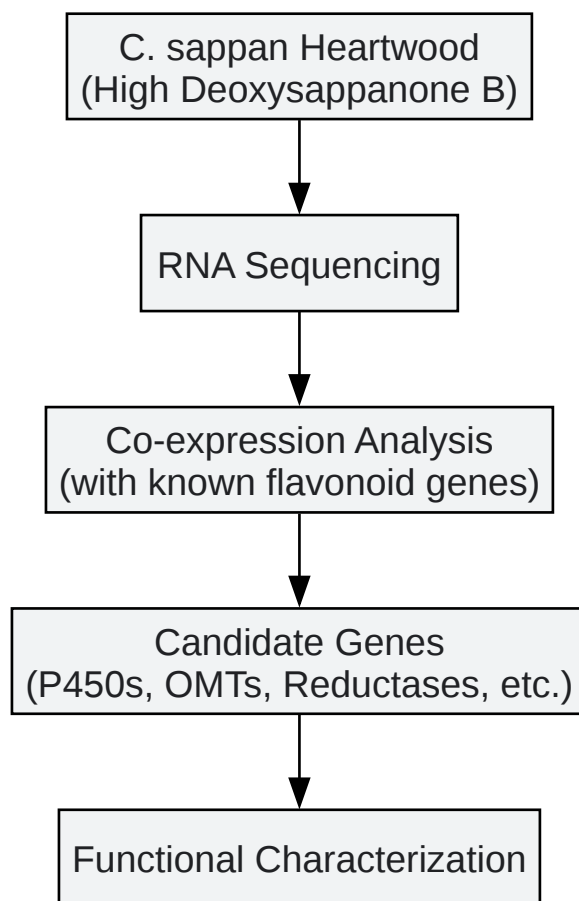 C. sappan Heartwood
(High Deoxysappanone B)
RNA Sequencing
Co-expression Analysis
(with known flavonoid genes)
Candidate Genes
(P450s, OMTs, Reductases, etc.)
Functional Characterization